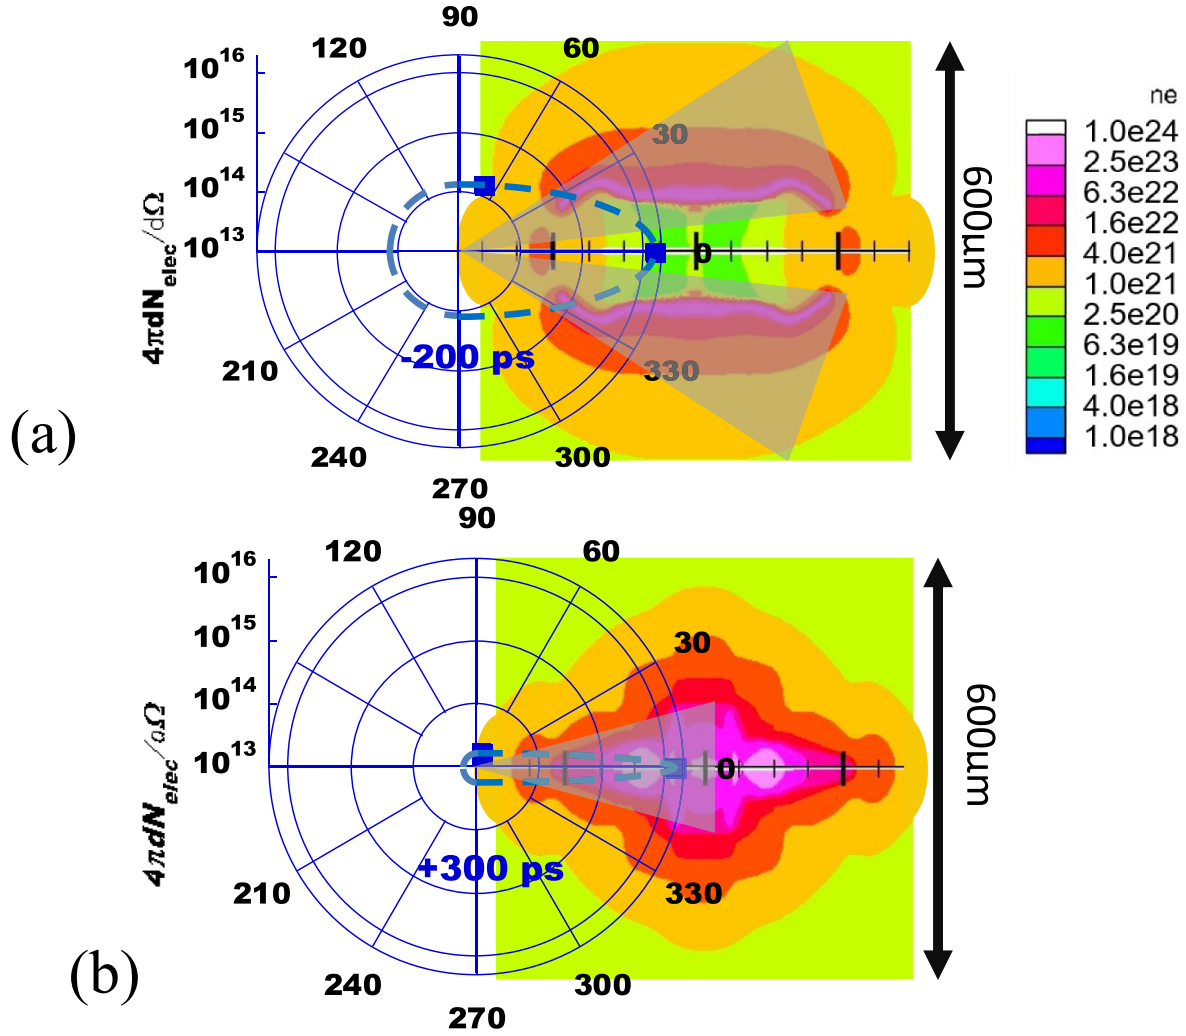 90
120
60
10^16
10^15
10^14
10^13
4πdN_elec/dΩ
30
0
-200 ps
210
330
240
300
270
(a)
600μm
ne
1.0e24
2.5e23
6.3e22
1.6e22
4.0e21
1.0e21
2.5e20
6.3e19
1.6e19
4.0e18
1.0e18
90
120
60
10^16
10^15
10^14
10^13
4πdN_elec/dΩ
30
0
+300 ps
210
330
240
300
270
(b)
600μm